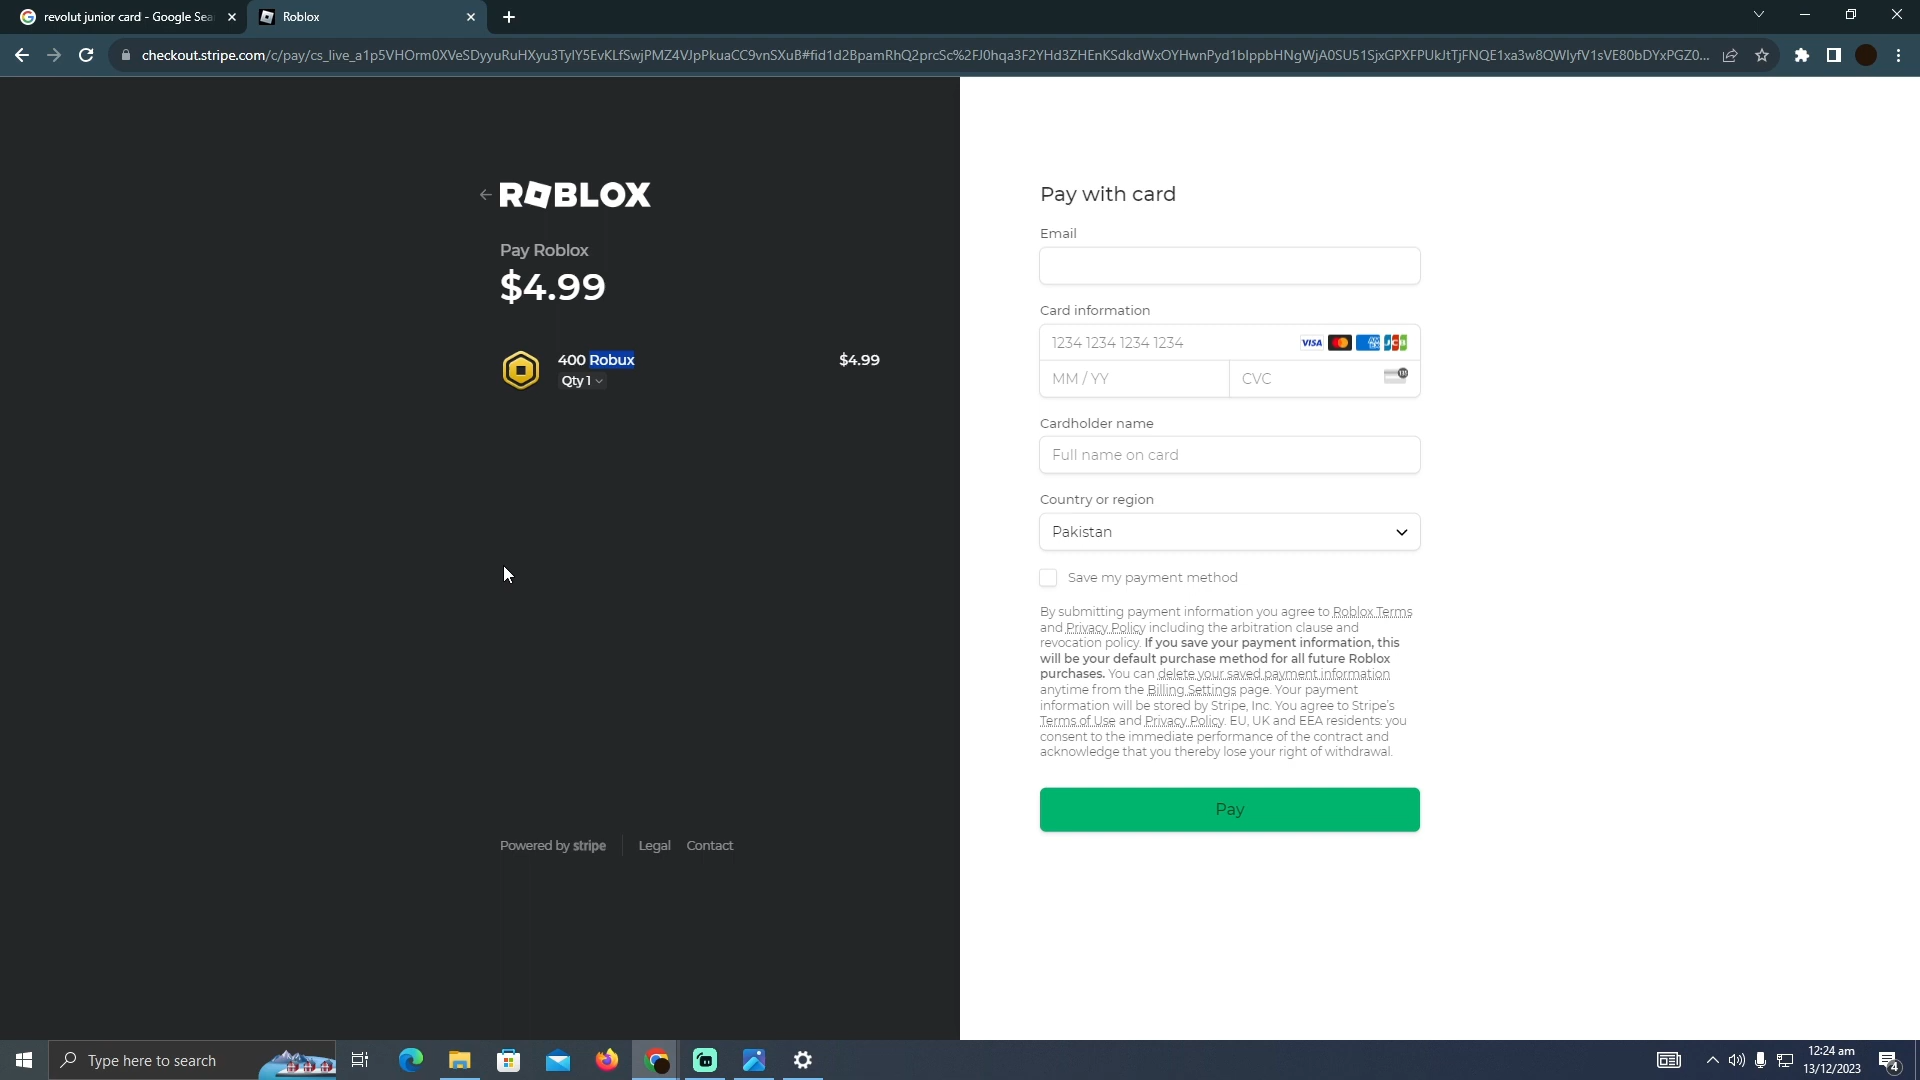 revolut junior card - Google Sea
Roblox
checkout.stripe.com/c/pay/cs_live_a1p5VHOrm0XVeSDyyuRuHXyu3TylY5EvKLfSwjPMZ4VJpPkuaCC9vnSXuB#fid1d2BpamRhQ2prcSc%2FJ0hqa3F2YHd3ZHEnKSdkdWxOYHwnPyd1blppbHNgWjA0SU51SjxGPXFPUkJtTjFNQE1xa3w8QWIyfV1sVE80bDYxPGZ0...
ROBLOX
Pay Roblox
$4.99
400 Robux
$4.99
Qty 1
Powered by stripe
Legal
Contact
Pay with card
Email
Card information
1234 1234 1234 1234
VISA
JCB
MM / YY
CVC
Cardholder name
Full name on card
Country or region
Pakistan
Save my payment method
By submitting payment information you agree to Roblox Terms
and Privacy Policy including the arbitration clause and
revocation policy. If you save your payment information, this
will be your default purchase method for all future Roblox
purchases. You can delete your saved payment information
anytime from the Billing Settings page. Your payment
information will be stored by Stripe, Inc. You agree to Stripe's
Terms of Use and Privacy Policy. EU, UK and EEA residents: you
consent to the immediate performance of the contract and
acknowledge that you thereby lose your right of withdrawal.
Pay
Type here to search
12:24 am
13/12/2023
4